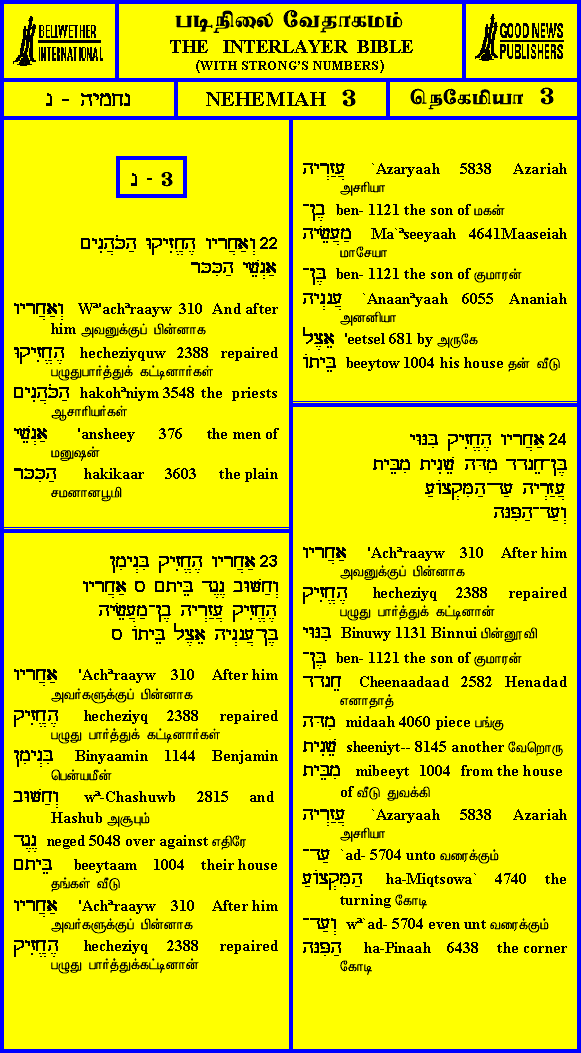 BELLWETHER
INTERNATIONAL
படிநிலை வேதாகமம்
THE INTERLAYER BIBLE
(WITH STRONG'S NUMBERS)
GOOD NEWS
PUBLISHERS
נחמיה - נ
NEHEMIAH 3
நெகேமியா 3
נ - 3
22 וְאַחֲרָיו הֶחֱזִיקוּ הַכֹּהֲנִים
אַנְשֵׁי הַכִּכָּר
וְאַחֲרָיו Wª'achªraayw 310 And after
him அவனுக்குப் பின்னாக
הֶחֱזִיקוּ hecheziyquw 2388 repaired
பழுதுபார்த்துக் கட்டினார்கள்
הַכֹּהֲנִים hakohªniym 3548 the priests
ஆசாரியர்கள்
אַנְשֵׁי 'ansheey 376 the men of
மனுஷன்
הַכִּכָּר hakikaar 3603 the plain
சமனானபூமி
23 אַחֲרָיו הֶחֱזִיק בִּנְיָמִן
וְחַשּׁוּב נֶגֶד בֵּיתָם ס אַחֲרָיו
הֶחֱזִיק עֲזַרְיָה בֶן־מַעֲשֵׂיָה
בֶּן־עֲנָנְיָה אֵצֶל בֵּיתוֹ ס
אַחֲרָיו 'Achªraayw 310 After him
அவர்களுக்குப் பின்னாக
הֶחֱזִיק hecheziyq 2388 repaired
பழுது பார்த்துக் கட்டினார்கள்
בִּנְיָמִן Binyaamin 1144 Benjamin
பென்யமீன்
וְחַשּׁוּב wª-Chashuwb 2815 and
Hashub அசூபும்
נֶגֶד neged 5048 over against எதிரே
בֵּיתָם beeytaam 1004 their house
தங்கள் வீடு
אַחֲרָיו 'Achªraayw 310 After him
அவர்களுக்குப் பின்னாக
הֶחֱזִיק hecheziyq 2388 repaired
பழுது பார்த்துக்கட்டினான்
עֲזַרְיָה `Azaryaah 5838 Azariah
அசரியா
בֶן־ ben- 1121 the son of மகன்
מַעֲשֵׂיָה Ma`ªseeyaah 4641Maaseiah
மாசேயா
בֶּן־ ben- 1121 the son of குமாரன்
עֲנָנְיָה `Anaanªyaah 6055 Ananiah
அனனியா
אֵצֶל 'eetsel 681 by அருகே
בֵּיתוֹ beeytow 1004 his house தன் வீடு
24 אַחֲרָיו הֶחֱזִיק בִּנּוּי
בֶּן־חֵנָדָד מִדָּה שֵׁנִית מִבֵּית
עֲזַרְיָה עַד־הַמִּקְצוֹעַ
וְעַד־הַפִּנָּה
אַחֲרָיו 'Achªraayw 310 After him
அவனுக்குப் பின்னாக
הֶחֱזִיק hecheziyq 2388 repaired
பழுது பார்த்துக் கட்டினான்
בִּנּוּי Binuwy 1131 Binnui பின்னூவி
בֶּן־ ben- 1121 the son of குமாரன்
חֵנָדָד Cheenaadaad 2582 Henadad
எனாதாத்
מִדָּה midaah 4060 piece பங்கு
שֵׁנִית sheeniyt-- 8145 another வேறொரு
מִבֵּית mibeeyt 1004 from the house
of வீடு துவக்கி
עֲזַרְיָה `Azaryaah 5838 Azariah
அசரியா
עַד־ `ad- 5704 unto வரைக்கும்
הַמִּקְצוֹעַ ha-Miqtsowa` 4740 the
turning கோடி
וְעַד־ wª`ad- 5704 even unt வரைக்கும்
הַפִּנָּה ha-Pinaah 6438 the corner
கோடி